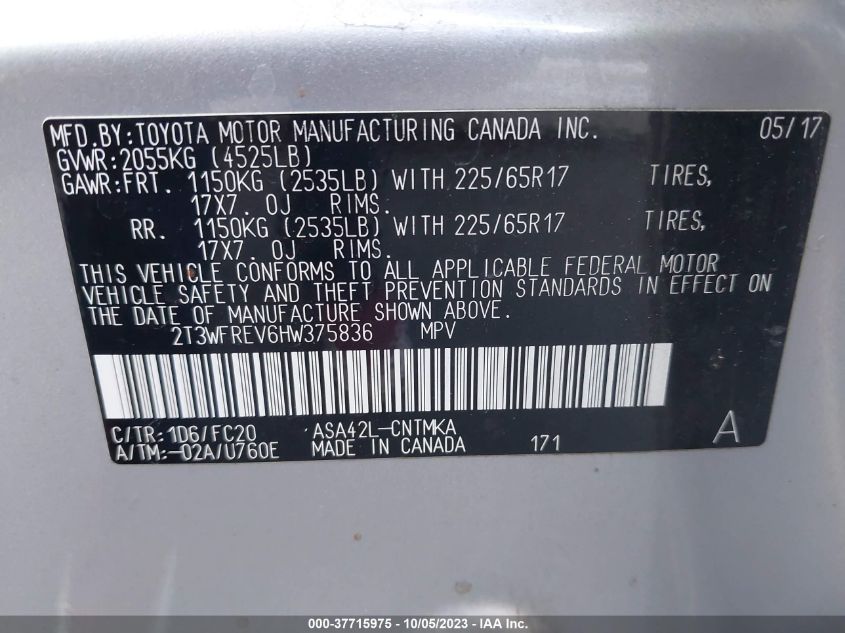 MFD.BY:TOYOTA MOTOR MANUFACTURING CANADA INC. 05/17
GVWR:2055KG (4525LB)
GAWR:FRT. 1150KG (2535LB) WITH 225/65R17 TIRES,
17X7.0J RIMS.
RR. 1150KG (2535LB) WITH 225/65R17 TIRES,
17X7.0J RIMS.
THIS VEHICLE CONFORMS TO ALL APPLICABLE FEDERAL MOTOR
VEHICLE SAFETY AND THEFT PREVENTION STANDARDS IN EFFECT ON
THE DATE OF MANUFACTURE SHOWN ABOVE.
2T3WFREV6HW375836 MPV
C/TR:1D6/FC20 ASA42L-CNTMKA A
A/TM:-02A/U760E MADE IN CANADA 171
000-37715975 - 10/05/2023 - IAA Inc.